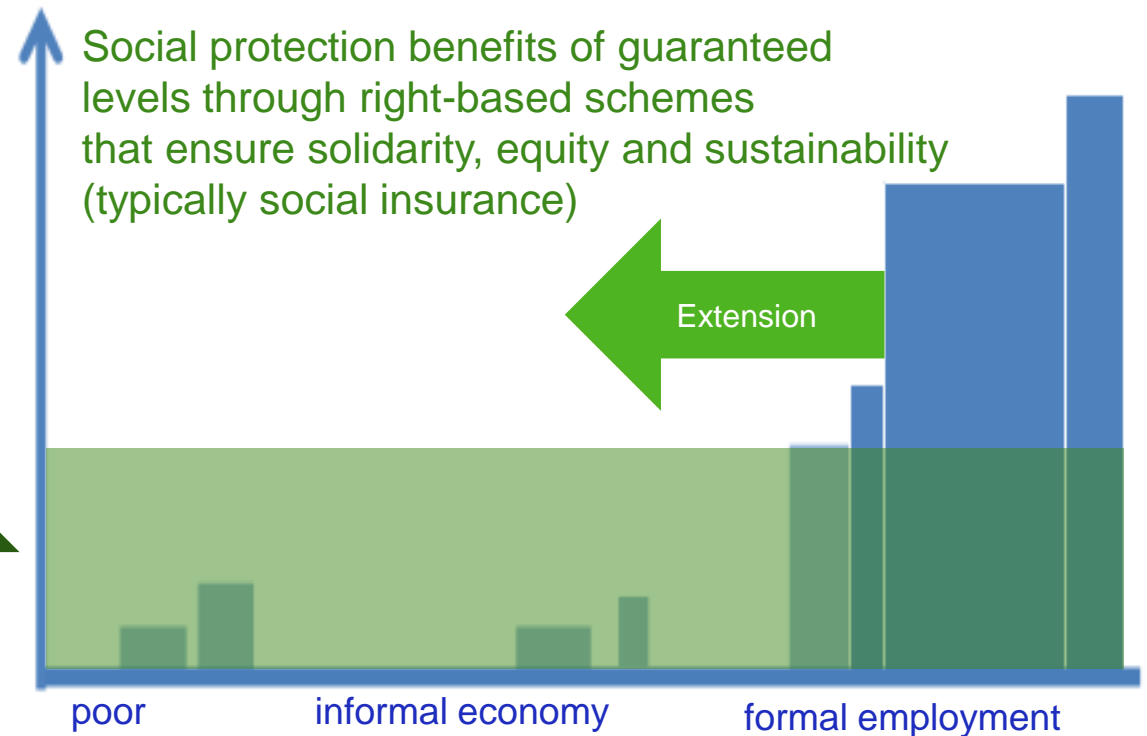 Social protection benefits of guaranteed
levels through right-based schemes
that ensure solidarity, equity and sustainability
(typically social insurance)
Extension
poor informal economy formal employment